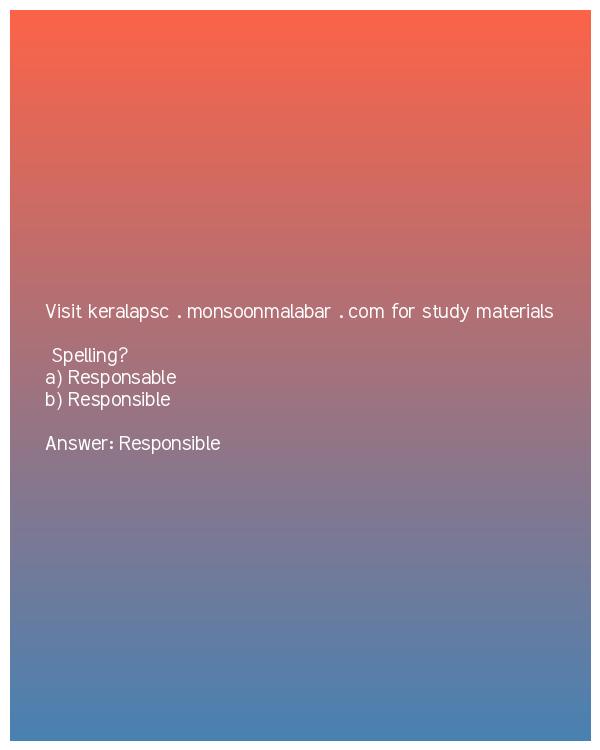 Visit keralapsc . monsoonmalabar . com for study materials
Spelling?
a) Responsable
b) Responsible
Answer: Responsible